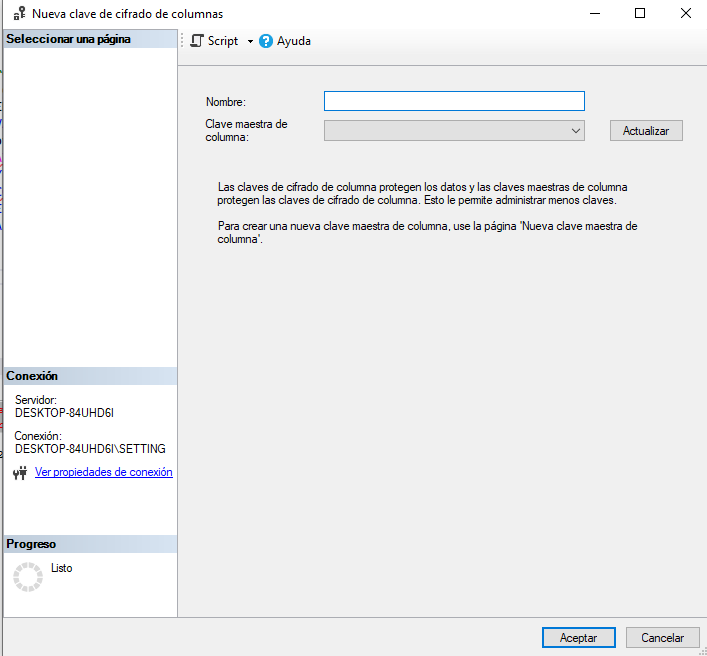 Nueva clave de cifrado de columnas
Seleccionar una página
Script
Ayuda
Nombre:
Clave maestra de
columna:
Actualizar
Las claves de cifrado de columna protegen los datos y las claves maestras de columna
protegen las claves de cifrado de columna. Esto le permite administrar menos claves.
Para crear una nueva clave maestra de columna, use la página 'Nueva clave maestra de
columna'.
Conexión
Servidor:
DESKTOP-84UHD6I
Conexión:
DESKTOP-84UHD6I\SETTING
Ver propiedades de conexión
Progreso
Listo
Aceptar
Cancelar